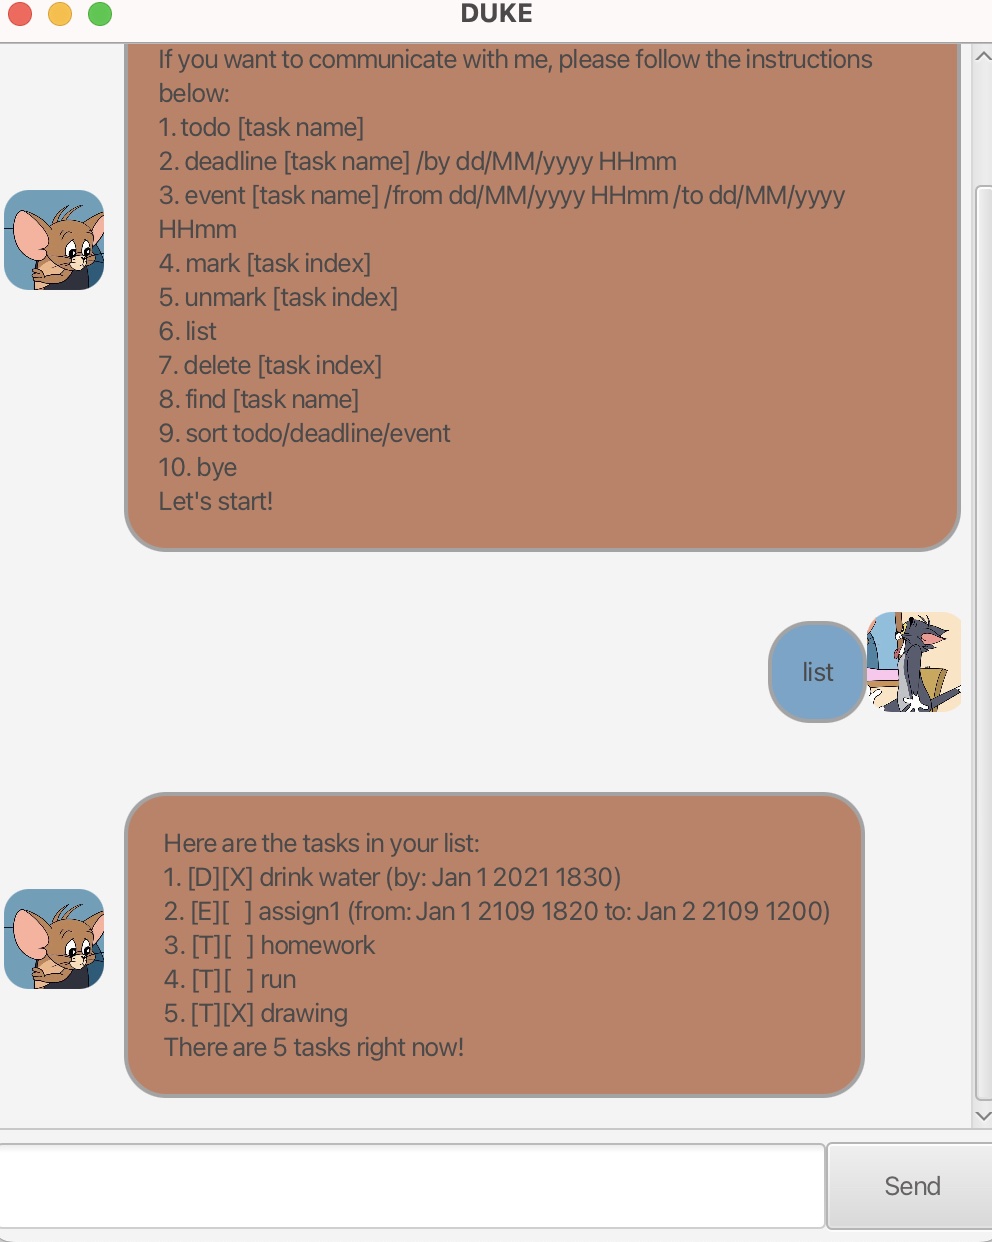 DUKE
If you want to communicate with me, please follow the instructions
below:
1. todo [task name]
2. deadline [task name] /by dd/MM/yyyy HHmm
3. event [task name] /from dd/MM/yyyy HHmm /to dd/MM/yyyy
HHmm
4. mark [task index]
5. unmark [task index]
6. list
7. delete [task index]
8. find [task name]
9. sort todo/deadline/event
10. bye
Let's start!
list
Here are the tasks in your list:
1. [D][X] drink water (by: Jan 1 2021 1830)
2. [E][  ] assign1 (from: Jan 1 2109 1820 to: Jan 2 2109 1200)
3. [T][  ] homework
4. [T][  ] run
5. [T][X] drawing
There are 5 tasks right now!
Send